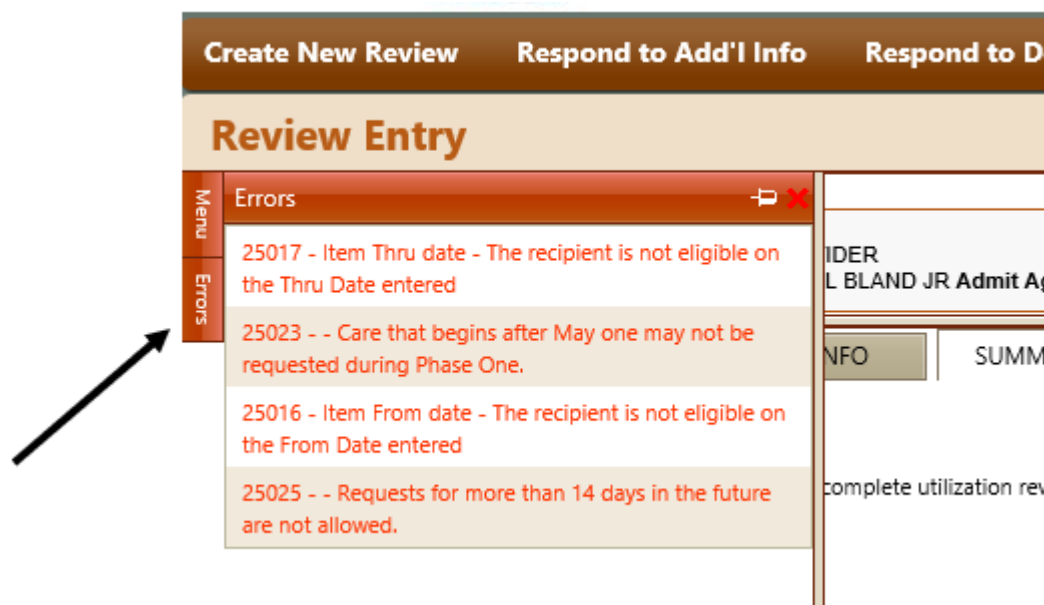 Create New Review Respond to Add'l Info Respond to D
Review Entry
Menu
Errors
Errors
25017 - Item Thru date - The recipient is not eligible on
the Thru Date entered
25023 - - Care that begins after May one may not be
requested during Phase One.
25016 - Item From date - The recipient is not eligible on
the From Date entered
25025 - - Requests for more than 14 days in the future
are not allowed.
IDER
L BLAND JR Admit Ag
NFO SUMM
complete utilization rev